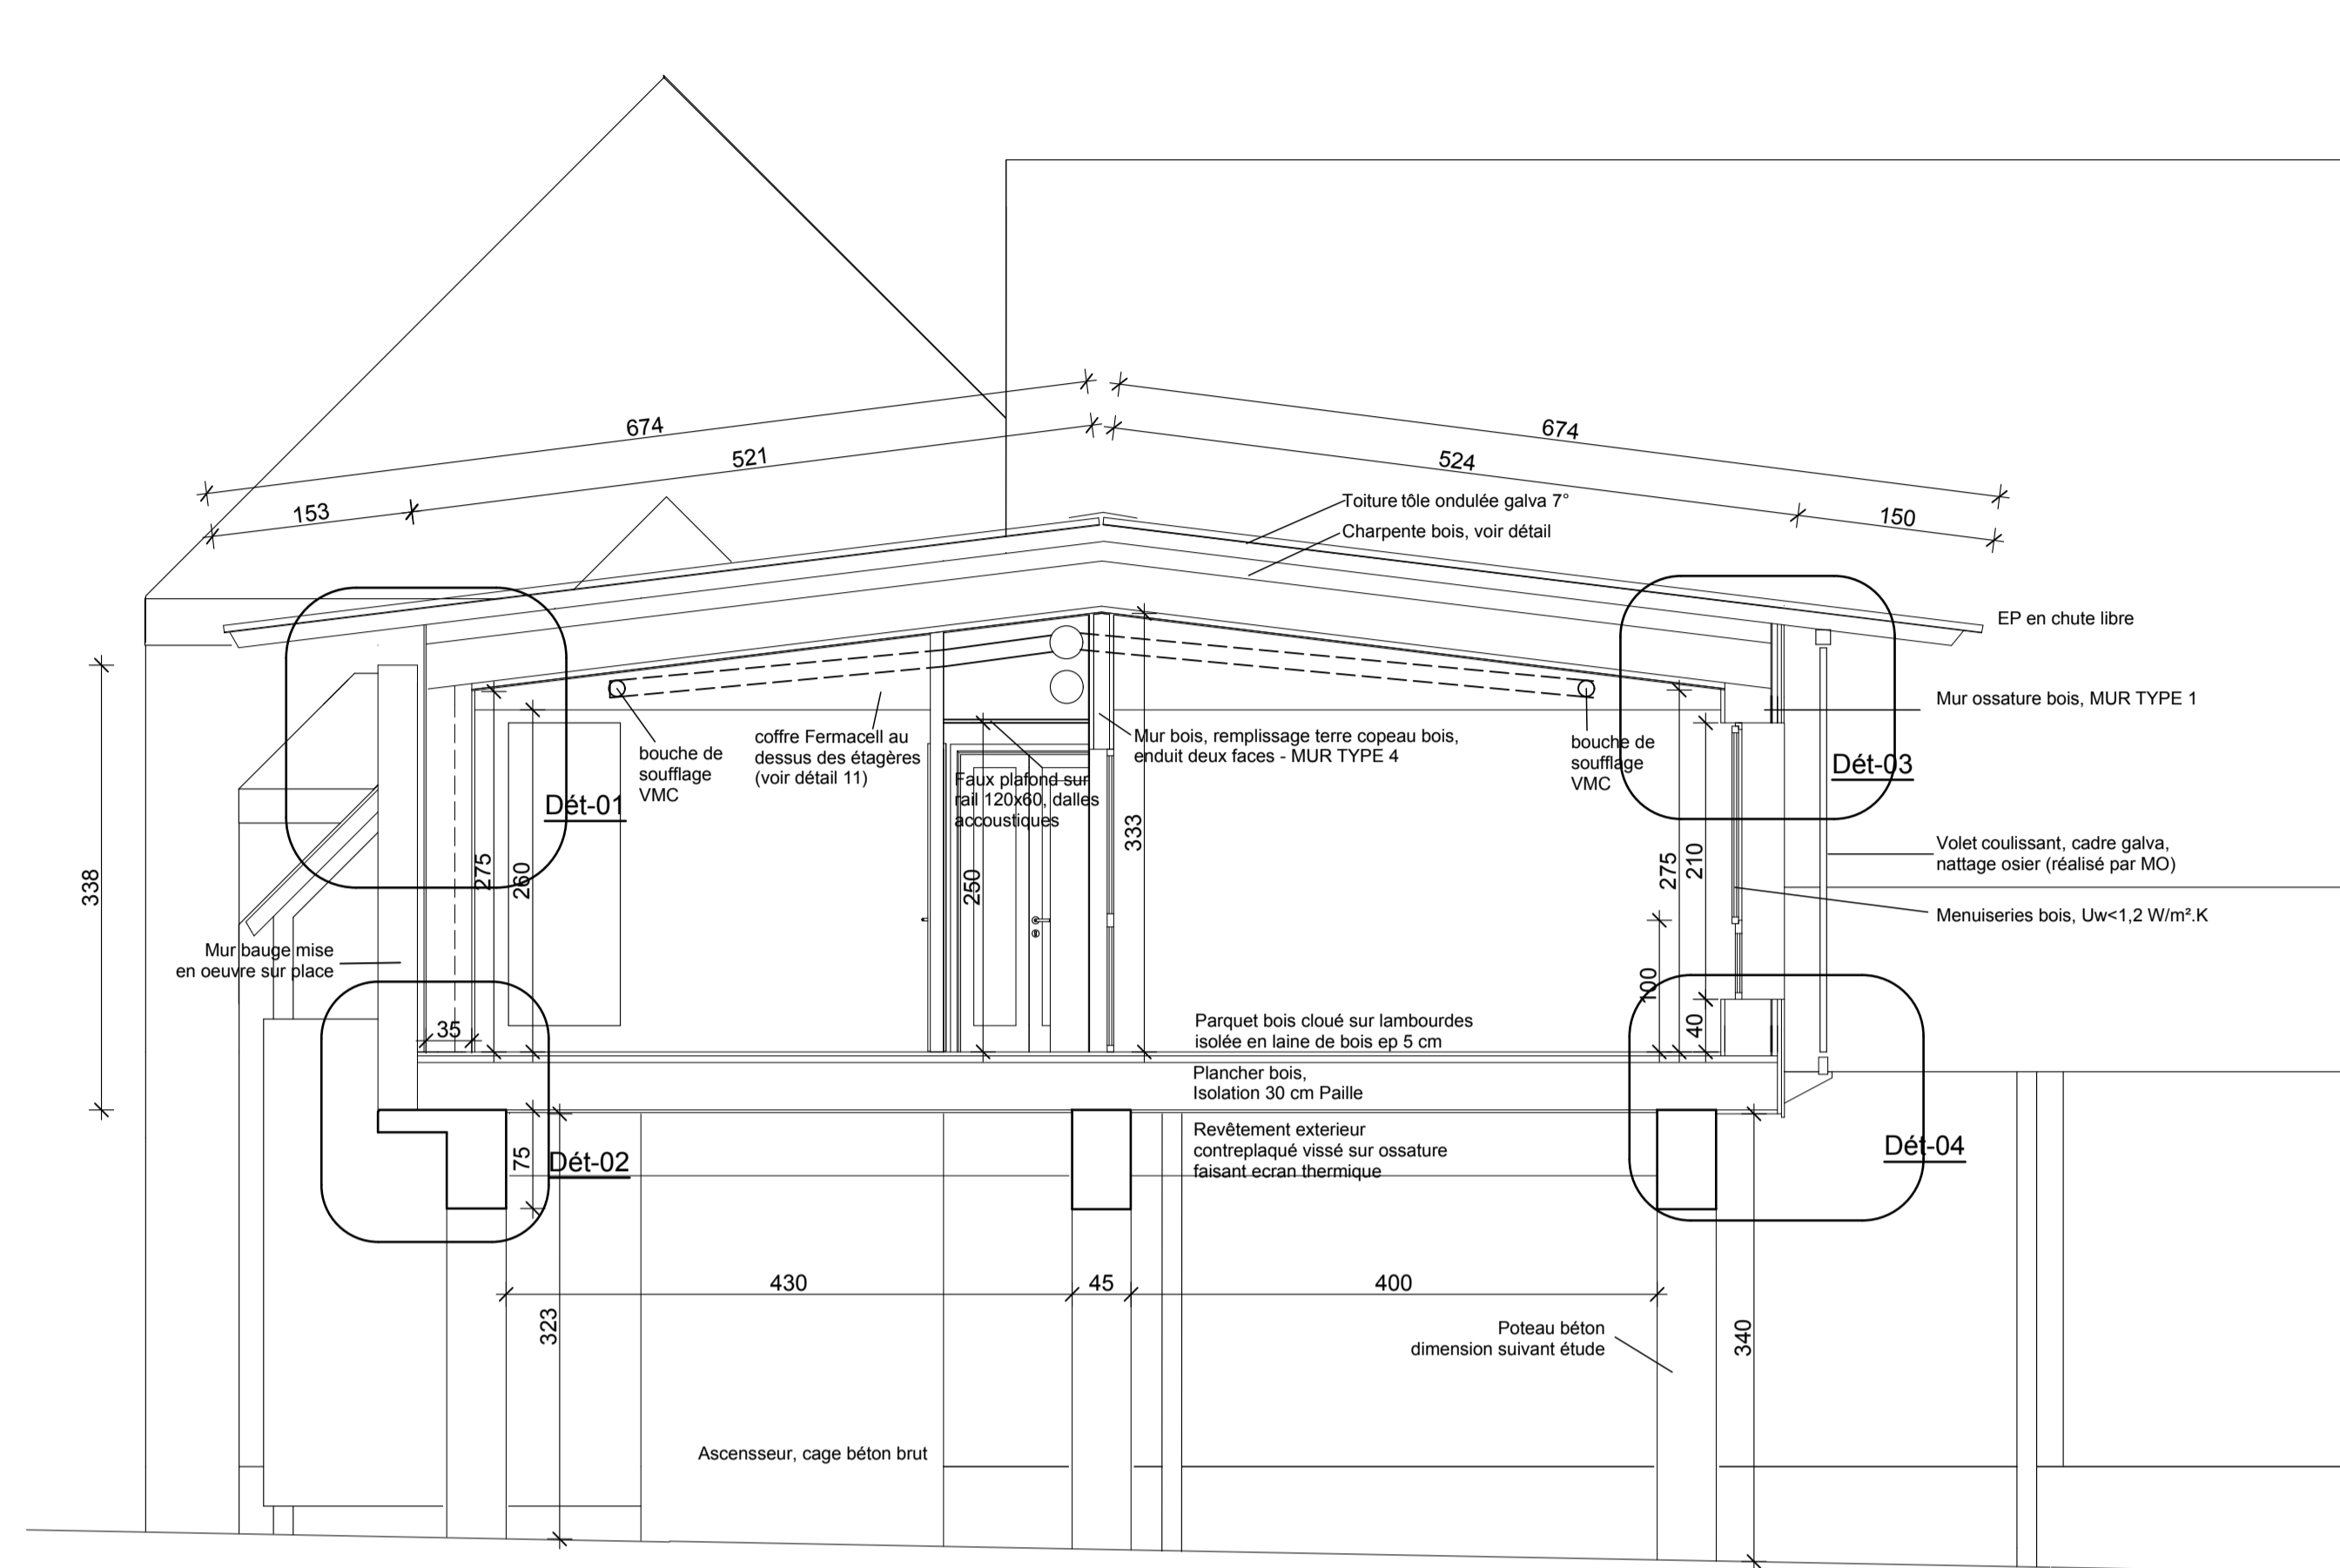 674
674
521
524
153
150
Toiture tôle ondulée galva 7°
Charpente bois, voir détail
EP en chute libre
Mur ossature bois, MUR TYPE 1
bouche de
soufflage
VMC
coffre Fermacell au
dessus des étagères
(voir détail 11)
Mur bois, remplissage terre copeau bois,
enduit deux faces - MUR TYPE 4
bouche de
soufflage
VMC
Dét-03
Faux plafond sur
rail 120x60, dalles
accoustiques
Dét-01
333
275
260
250
275
210
338
Volet coulissant, cadre galva,
nattage osier (réalisé par MO)
Menuiseries bois, Uw<1,2 W/m².K
Mur bauge mise
en oeuvre sur place
100
40
35
Parquet bois cloué sur lambourdes
isolée en laine de bois ep 5 cm
Plancher bois,
Isolation 30 cm Paille
Revêtement exterieur
contreplaqué vissé sur ossature
faisant ecran thermique
75
Dét-02
Dét-04
430
45
400
323
340
Poteau béton
dimension suivant étude
Ascensseur, cage béton brut